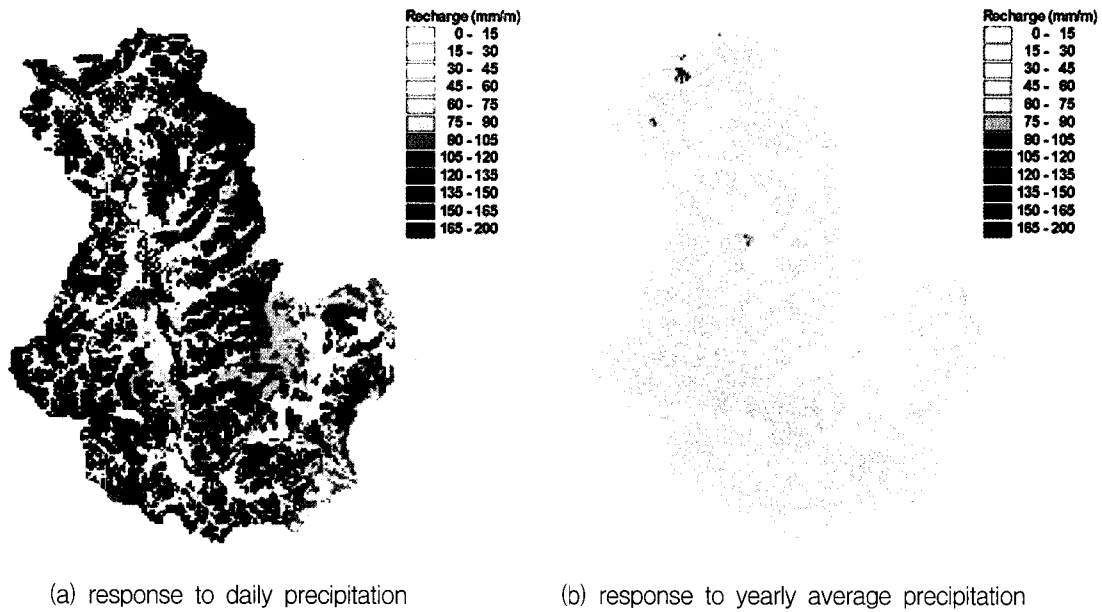 Recharge (mm/m)
0 - 15
15 - 30
30 - 45
45 - 60
60 - 75
75 - 90
90 - 105
105 - 120
120 - 135
135 - 150
150 - 165
165 - 200
Recharge (mm/m)
0 - 15
15 - 30
30 - 45
45 - 60
60 - 75
75 - 90
90 - 105
105 - 120
120 - 135
135 - 150
150 - 165
165 - 200
(a) response to daily precipitation
(b) response to yearly average precipitation